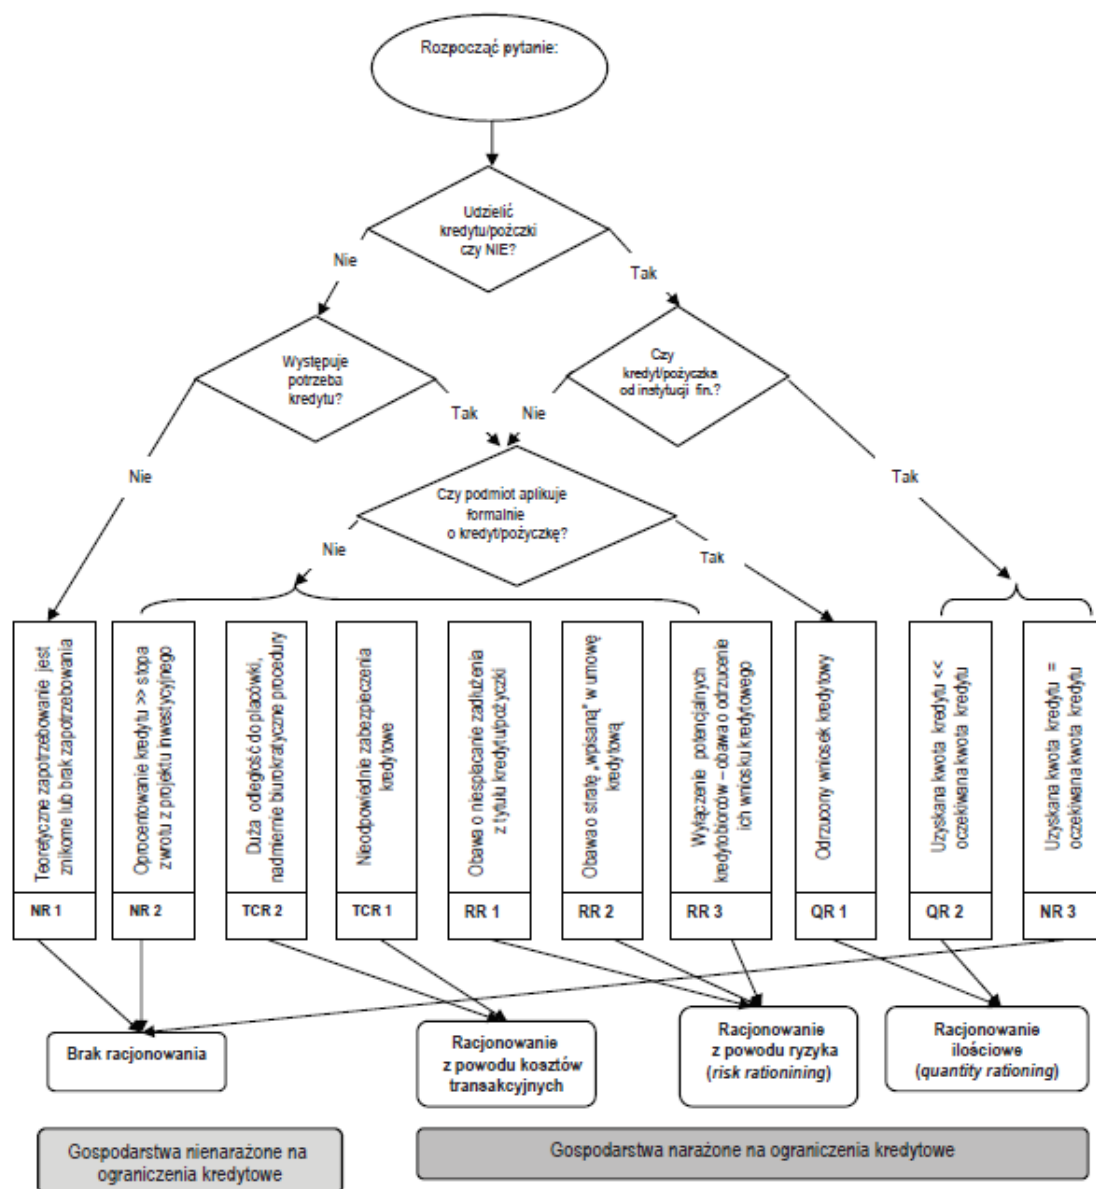 Rozpocząć pytanie:
Udzielić
kredytu/pożczki
czy NIE?
Nie
Tak
Występuje
potrzeba
kredytu?
Czy
kredyt/pożyczka
od instytucji fin.?
Tak
Nie
Nie
Tak
Czy podmiot aplikuje
formalnie
o kredyt/pożyczkę?
Nie
Tak
Teoretyczne zapotrzebowanie jest
znikome lub brak zapotrzebowania
NR 1
Oprocentowanie kredytu >> stopa
zwrotu z projektu inwestycyjnego
NR 2
Duża odległość do placówki,
nadmiernie biurokratyczne procedury
TCR 2
Nieodpowiednie zabezpieczenia
kredytowe
TCR 1
Obawa o niespłacanie zadłużenia
z tytułu kredytu/pożyczki
RR 1
Obawa o stratę „wpisaną" w umowę
kredytową
RR 2
Wyłączenie potencjalnych
kredytobiorców – obawa o odrzucenie
ich wniosku kredytowego
RR 3
Odrzucony wniosek kredytowy
QR 1
Uzyskana kwota kredytu <<
oczekiwana kwota kredytu
QR 2
Uzyskana kwota kredytu =
oczekiwana kwota kredytu
NR 3
Brak racjonowania
Racjonowanie
z powodu kosztów
transakcyjnych
Racjonowanie
z powodu ryzyka
(risk rationining)
Racjonowanie
ilościowe
(quantity rationing)
Gospodarstwa nienarażone na
ograniczenia kredytowe
Gospodarstwa narażone na ograniczenia kredytowe